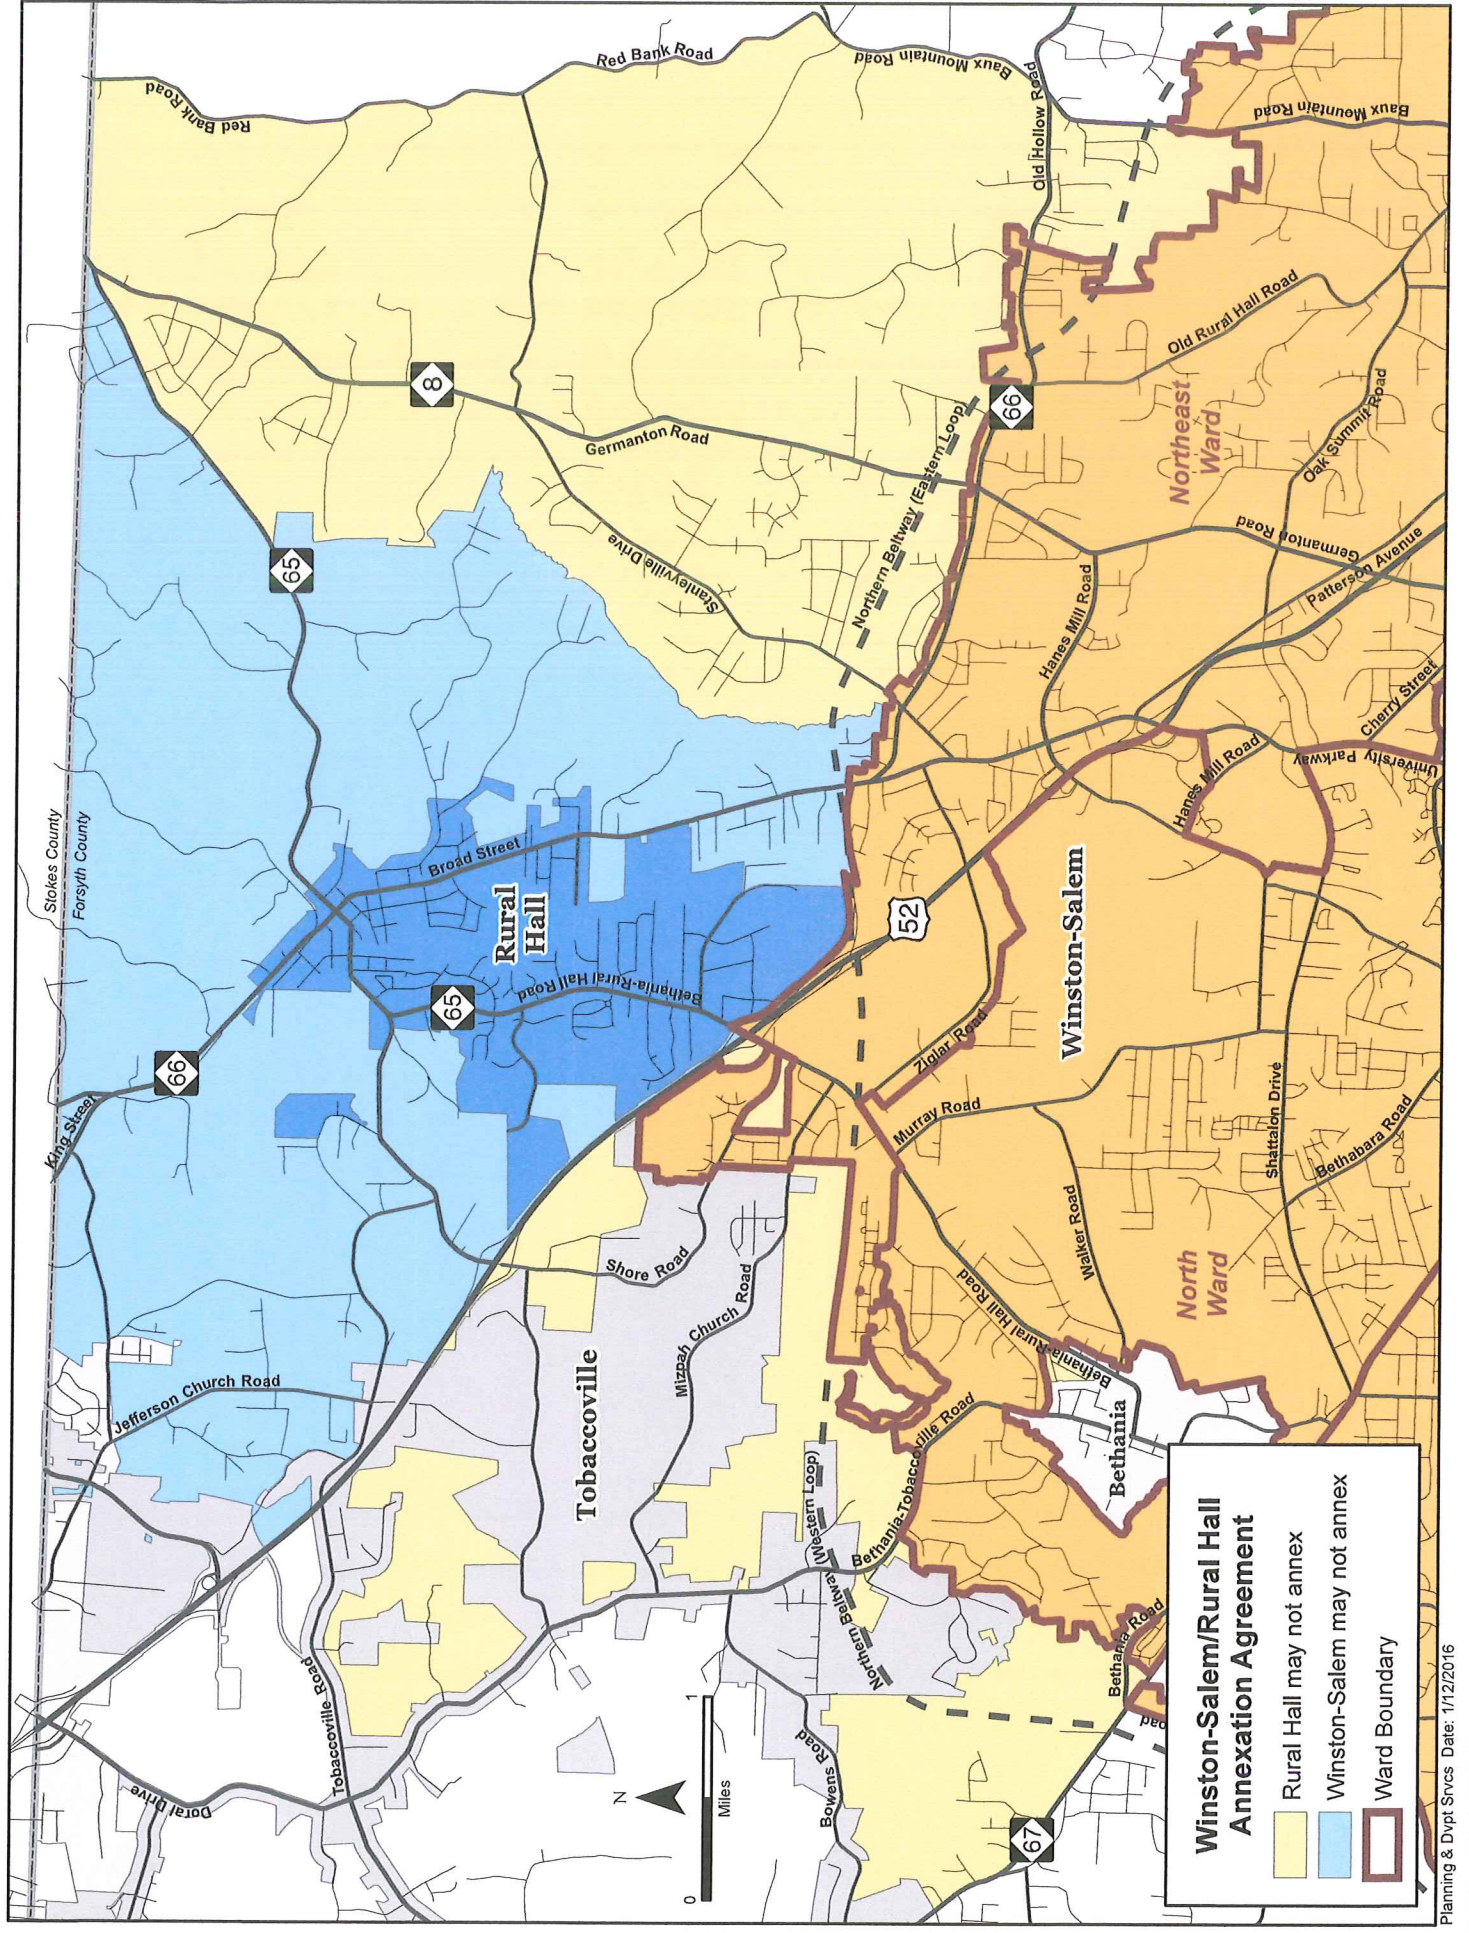 Stokes County
Forsyth County
King Street
66
65
8
Red Bank Road
Red Bank Road
Red Bank Road
Baux Mountain Road
Old Hollow Road
Baux Mountain Road
Jefferson Church Road
Doral Drive
Tobaccoville Road
Broad Street
Rural
Hall
65
Bethania-Rural Hall Road
Germanton Road
Stanleyville Drive
Northern Beltway (Eastern Loop)
66
Tobaccoville
Shore Road
Mizpah Church Road
52
Ziglar Road
Murray Road
Winston-Salem
Hanes Mill Road
Old Rural Hall Road
Northeast
Ward
Oak Summit Road
Germanton Road
Patterson Avenue
Cherry Street
University Parkway
Hanes Mill Road
Walker Road
Shattalon Drive
Bethabara Road
North
Ward
Bethania-Rural Hall Road
Bethania
Bethania
Bethania-Tobaccoville Road
Northern Beltway (Western Loop)
Bowens Road
Bethania Road
Road
67
N
0
1
Miles
Winston-Salem/Rural Hall
Annexation Agreement
Rural Hall may not annex
Winston-Salem may not annex
Ward Boundary
Planning & Dvpt Srvcs Date: 1/12/2016